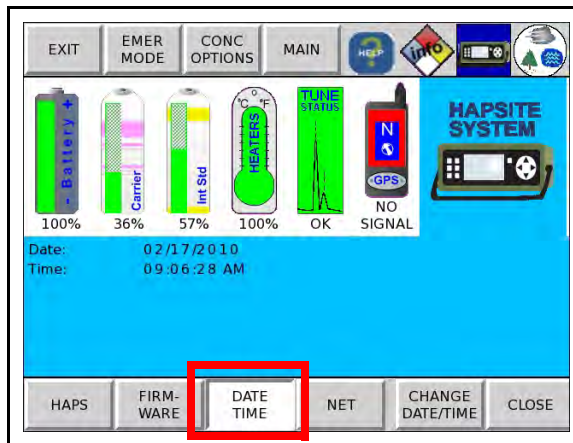 EXIT
EMER
MODE
CONC
OPTIONS
MAIN
HELP
info
- Battery +
Carrier
Int Std
°C °F
HEATERS
TUNE
STATUS
N
GPS
HAPSITE
SYSTEM
100%
36%
57%
100%
OK
NO
SIGNAL
Date: 02/17/2010
Time: 09:06:28 AM
HAPS
FIRM-
WARE
DATE
TIME
NET
CHANGE
DATE/TIME
CLOSE